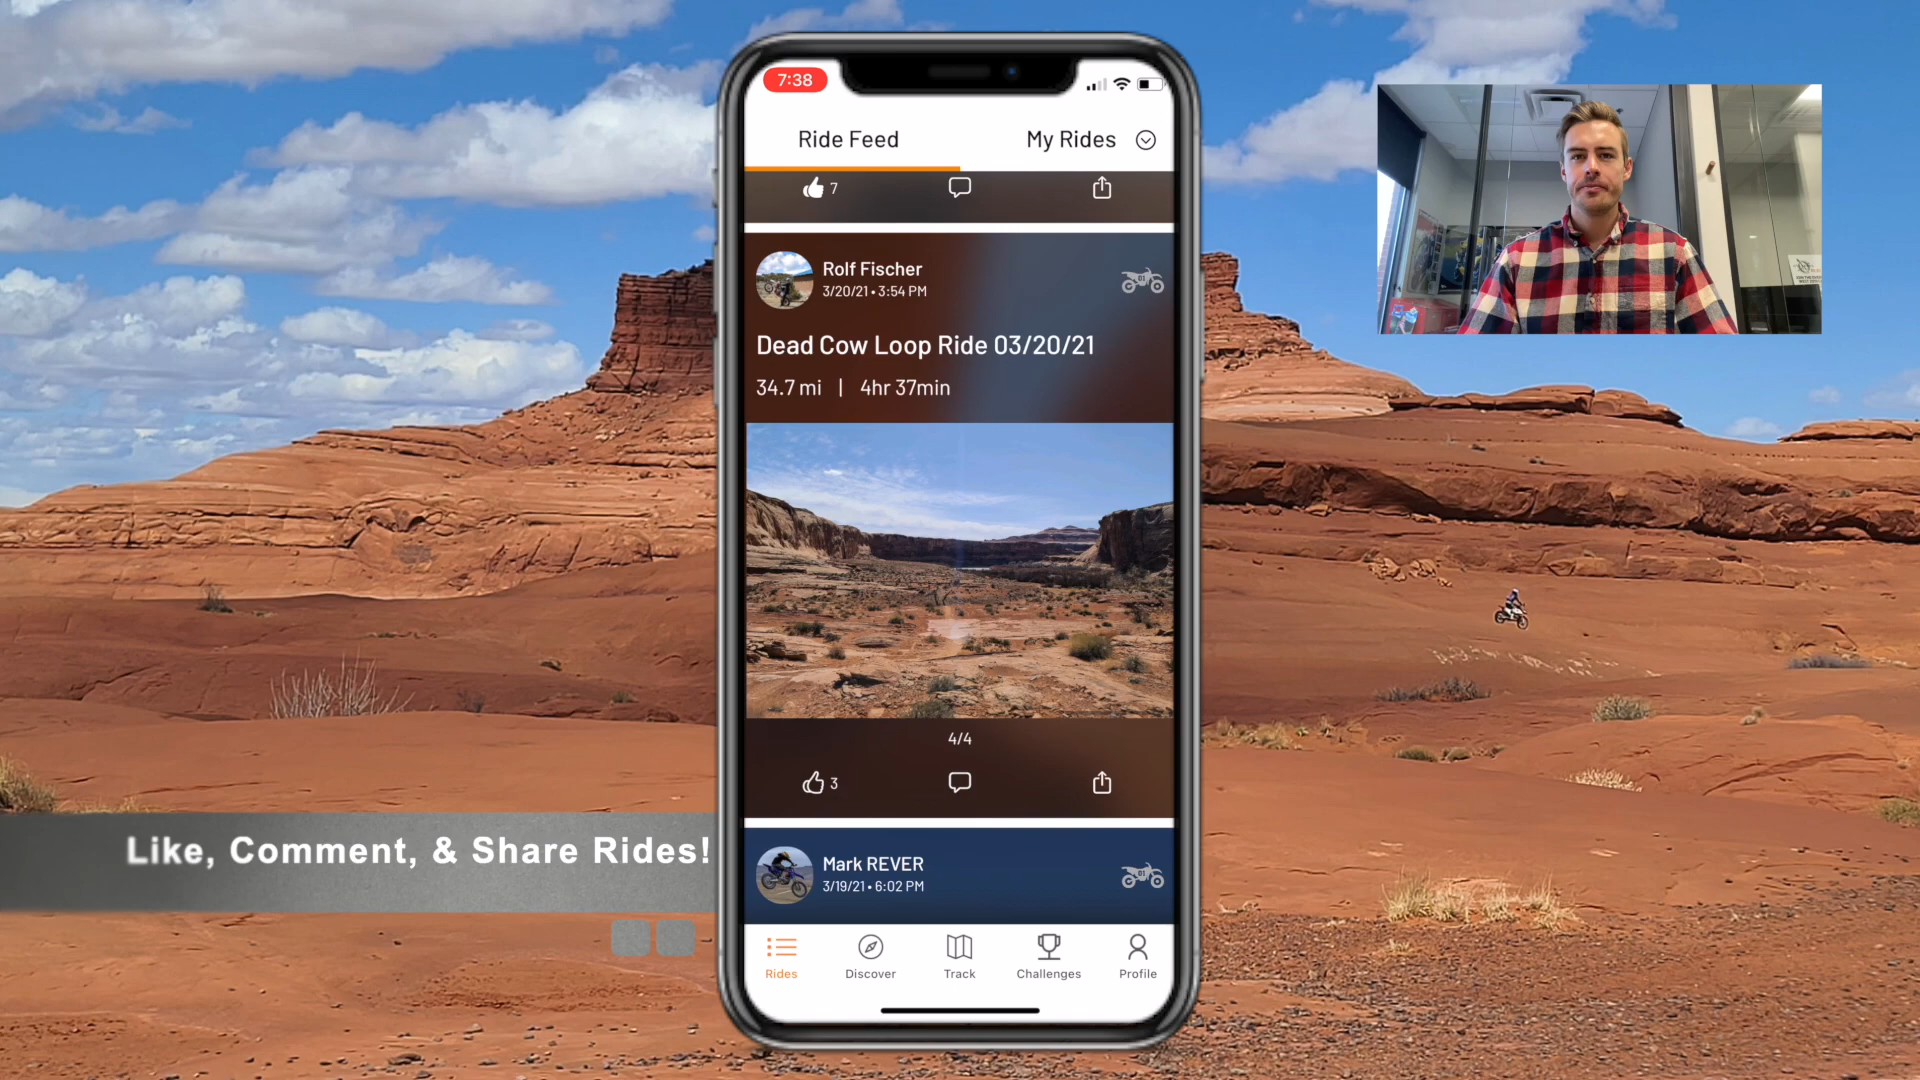 7:38
Ride Feed
My Rides
7
Rolf Fischer
3/20/21 • 3:54 PM
01
Dead Cow Loop Ride 03/20/21
34.7 mi | 4hr 37min
4/4
3
Like, Comment, & Share Rides!
Mark REVER
3/19/21 • 6:02 PM
01
Rides
Discover
Track
Challenges
Profile